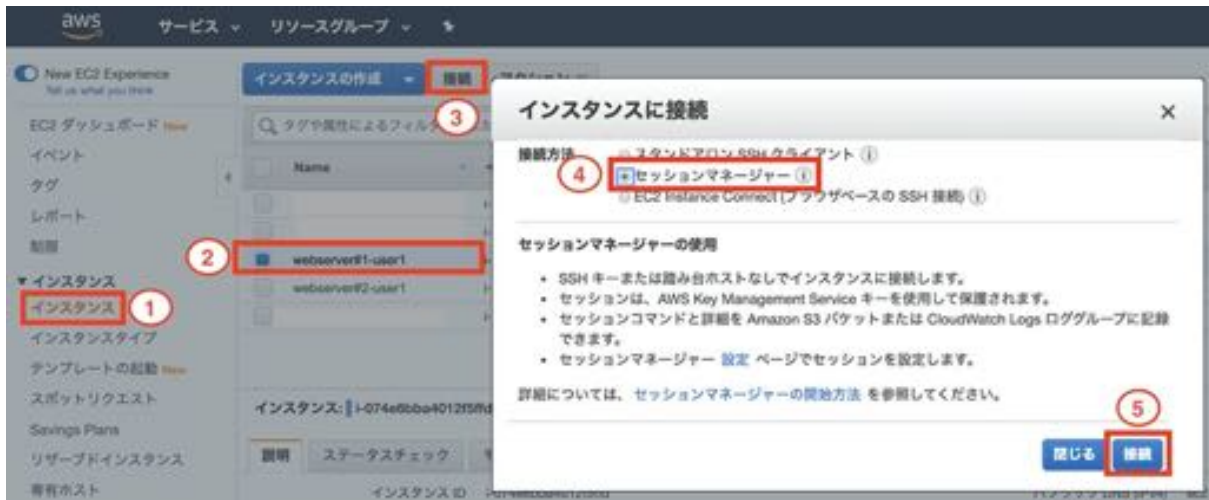 aws サービス リソースグループ
New EC2 Experience
Tell us what you think
EC2 ダッシュボード New
イベント
タグ
レポート
制限
インスタンス
インスタンス
1
インスタンスタイプ
テンプレートの起動 New
スポットリクエスト
Savings Plans
リザーブドインスタンス
専有ホスト
インスタンスの作成 接続
3
タグや属性による
Name
2
webserver#1-user1
webserver#2-user1
インスタンス:
説明 ステータスチェック
インスタンス ID
インスタンスに接続 ×
接続方法 スタンドアロン SSH クライアント
4
セッションマネージャー
EC2 Instance Connect (ブラウザベースの SSH 接続)
セッションマネージャーの使用
• SSH キーまたは踏み台ホストなしでインスタンスに接続します。
• セッションは、AWS Key Management Service キーを使用して保護されます。
• セッションコマンドと詳細を Amazon S3 バケットまたは CloudWatch Logs ロググループに記録
できます。
• セッションマネージャー 設定 ページでセッションを設定します。
詳細については、セッションマネージャーの開始方法 を参照してください。
5
閉じる 接続